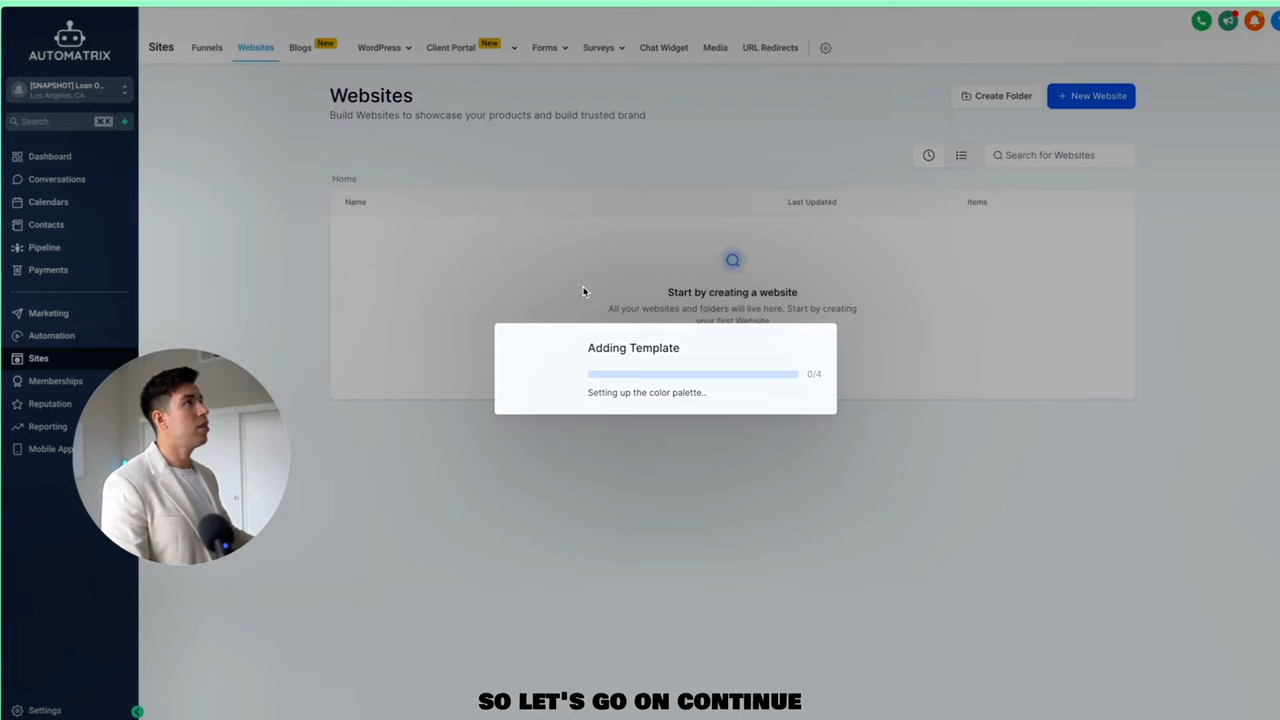 AUTOMATRIX
[SNAPSHOT] Loan O...
Los Angeles, CA
Search
⌘K
Dashboard
Conversations
Calendars
Contacts
Pipeline
Payments
Marketing
Automation
Sites
Memberships
Reputation
Reporting
Mobile App
Settings
Sites
Funnels
Websites
Blogs
New
WordPress
Client Portal
New
Forms
Surveys
Chat Widget
Media
URL Redirects
Websites
Build Websites to showcase your products and build trusted brand
Create Folder
+ New Website
Search for Websites
Home
Name
Last Updated
Items
Start by creating a website
All your websites and folders will live here. Start by creating
your first Website
Adding Template
0/4
Setting up the color palette..
SO LET'S GO ON CONTINUE